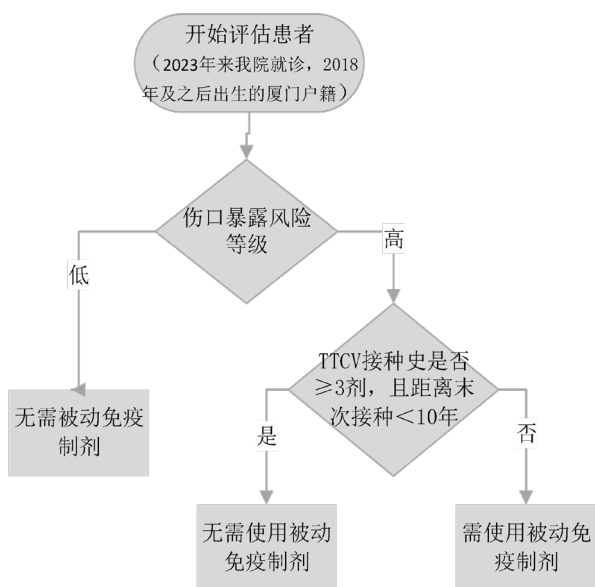 开始评估患者
（2023年来我院就诊，2018
年及之后出生的厦门户籍）
伤口暴露风险
等级
低
高
TTCV接种史是否
≥3剂，且距离末
次接种＜10年
无需被动免疫
制剂
是
否
无需使用被动
免疫制剂
需使用被动免
疫制剂